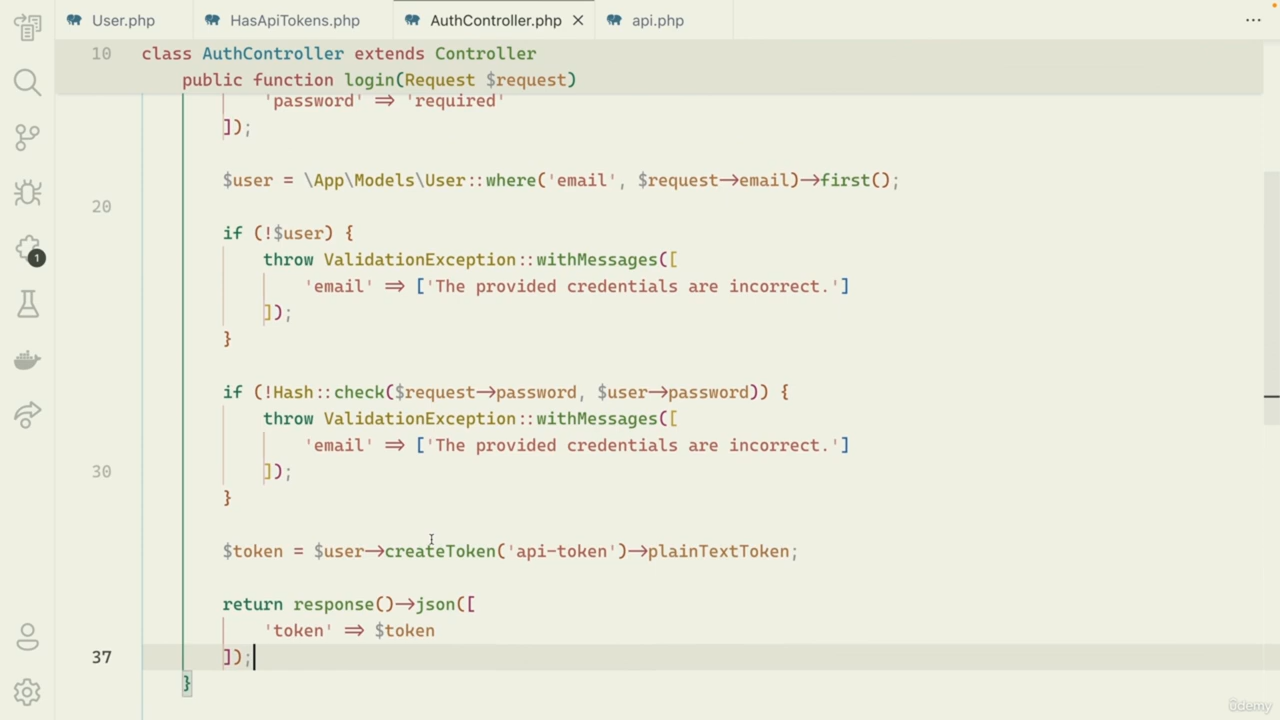 User.php HasApiTokens.php AuthController.php × api.php ...
10 class AuthController extends Controller
public function login(Request $request)
'password' => 'required'
]);
$user = \App\Models\User::where('email', $request->email)->first();
20
if (!$user) {
throw ValidationException::withMessages([
'email' => ['The provided credentials are incorrect.']
]);
}
if (!Hash::check($request->password, $user->password)) {
throw ValidationException::withMessages([
'email' => ['The provided credentials are incorrect.']
30 ]);
}
$token = $user->createToken('api-token')->plainTextToken;
return response()->json([
'token' => $token
37 ]);
}
1
ûdemy